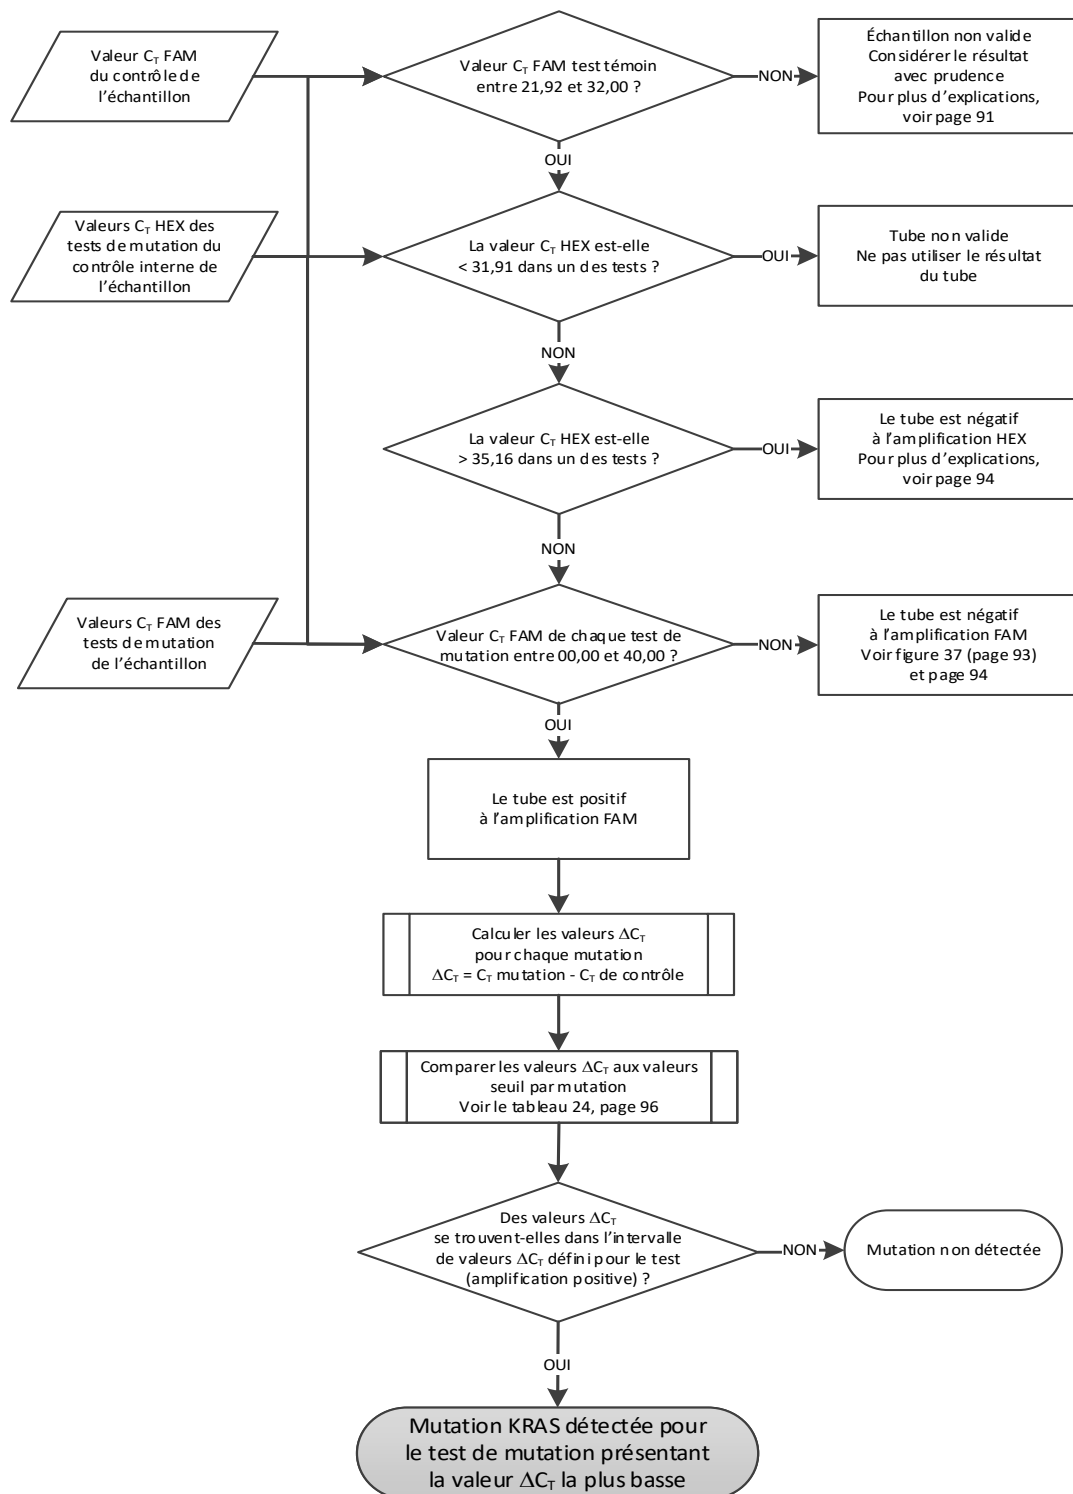 Valeur CT FAM
du contrôle de
l'échantillon
Valeur CT FAM test témoin
entre 21,92 et 32,00 ?
NON
Échantillon non valide
Considérer le résultat
avec prudence
Pour plus d'explications,
voir page 91
OUI
Valeurs CT HEX des
tests de mutation du
contrôle interne de
l'échantillon
La valeur CT HEX est-elle
< 31,91 dans un des tests ?
OUI
Tube non valide
Ne pas utiliser le résultat
du tube
NON
La valeur CT HEX est-elle
> 35,16 dans un des tests ?
OUI
Le tube est négatif
à l'amplification HEX
Pour plus d'explications,
voir page 94
NON
Valeurs CT FAM des
tests de mutation
de l'échantillon
Valeur CT FAM de chaque test de
mutation entre 00,00 et 40,00 ?
NON
Le tube est négatif
à l'amplification FAM
Voir figure 37 (page 93)
et page 94
OUI
Le tube est positif
à l'amplification FAM
Calculer les valeurs ΔCT
pour chaque mutation
ΔCT = CT mutation - CT de contrôle
Comparer les valeurs ΔCT aux valeurs
seuil par mutation
Voir le tableau 24, page 96
Des valeurs ΔCT
se trouvent-elles dans l'intervalle
de valeurs ΔCT défini pour le test
(amplification positive) ?
NON
Mutation non détectée
OUI
Mutation KRAS détectée pour
le test de mutation présentant
la valeur ΔCT la plus basse